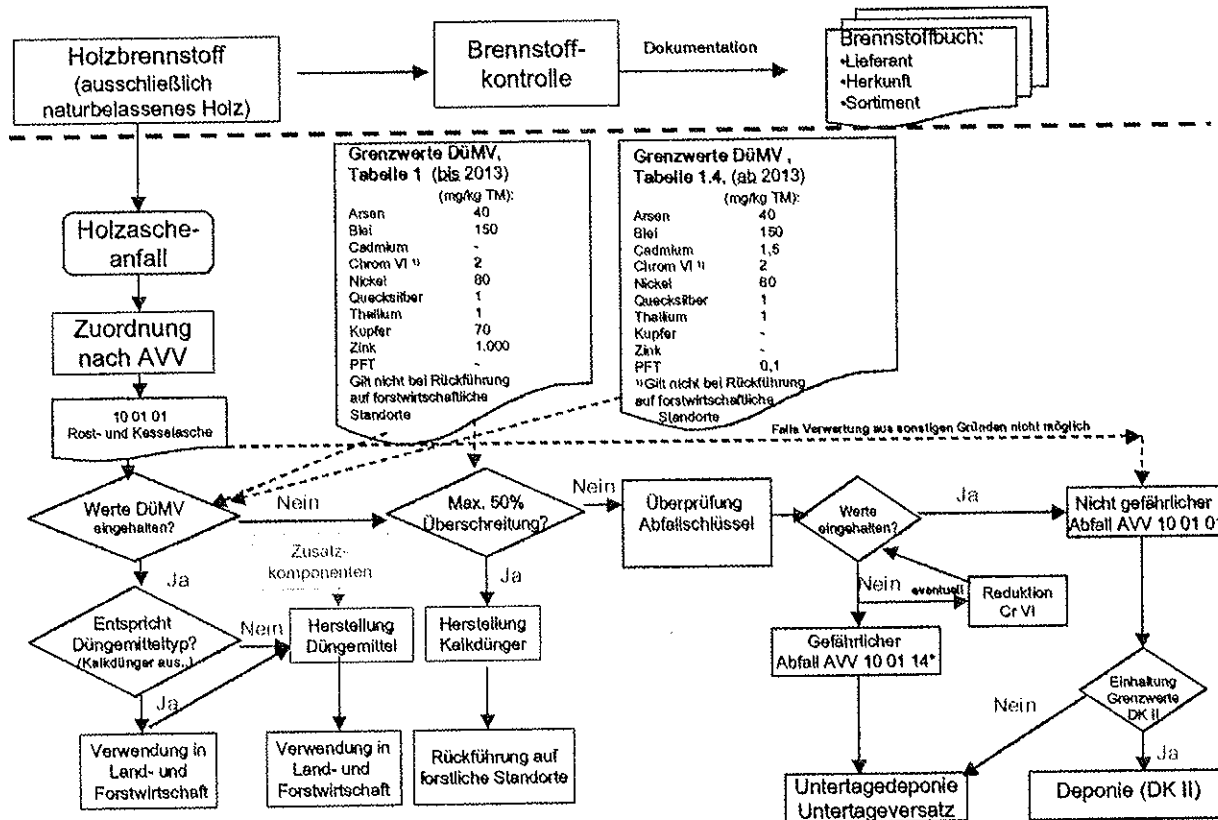 Holzbrennstoff
(ausschließlich
naturbelassenes Holz)
Brennstoff-
kontrolle
Dokumentation
Brennstoffbuch:
•Lieferant
•Herkunft
•Sortiment
Holzasche-
anfall
Zuordnung
nach AVV
10 01 01
Rost- und Kesselasche
Grenzwerte DüMV,
Tabelle 1 (bis 2013)
(mg/kg TM):
Arsen 40
Blei 150
Cadmium -
Chrom VI ¹⁾ 2
Nickel 80
Quecksilber 1
Thallium 1
Kupfer 70
Zink 1.000
PFT -
Gilt nicht bei Rückführung
auf forstwirtschaftliche
Standorte
Grenzwerte DüMV ,
Tabelle 1.4, (ab 2013)
(mg/kg TM):
Arsen 40
Blei 150
Cadmium 1,5
Chrom VI ¹⁾ 2
Nickel 80
Quecksilber 1
Thallium 1
Kupfer -
Zink -
PFT 0,1
¹⁾Gilt nicht bei Rückführung
auf forstwirtschaftliche
Standorte
Falls Verwertung aus sonstigen Gründen nicht möglich
Werte DüMV
eingehalten?
Nein
Max. 50%
Überschreitung?
Nein
Überprüfung
Abfallschlüssel
Werte
eingehalten?
Ja
Nicht gefährlicher
Abfall AVV 10 01 01
Ja
Zusatz-
komponenten
Ja
Nein
eventuell
Reduktion
Cr VI
Entspricht
Düngemitteltyp?
(Kalkdünger aus..)
Nein
Herstellung
Düngemittel
Herstellung
Kalkdünger
Gefährlicher
Abfall AVV 10 01 14*
Einhaltung
Grenzwerte
DK II
Nein
Ja
Ja
Verwendung in
Land- und
Forstwirtschaft
Verwendung in
Land- und
Forstwirtschaft
Rückführung auf
forstliche Standorte
Untertagedeponie
Untertageversatz
Deponie (DK II)